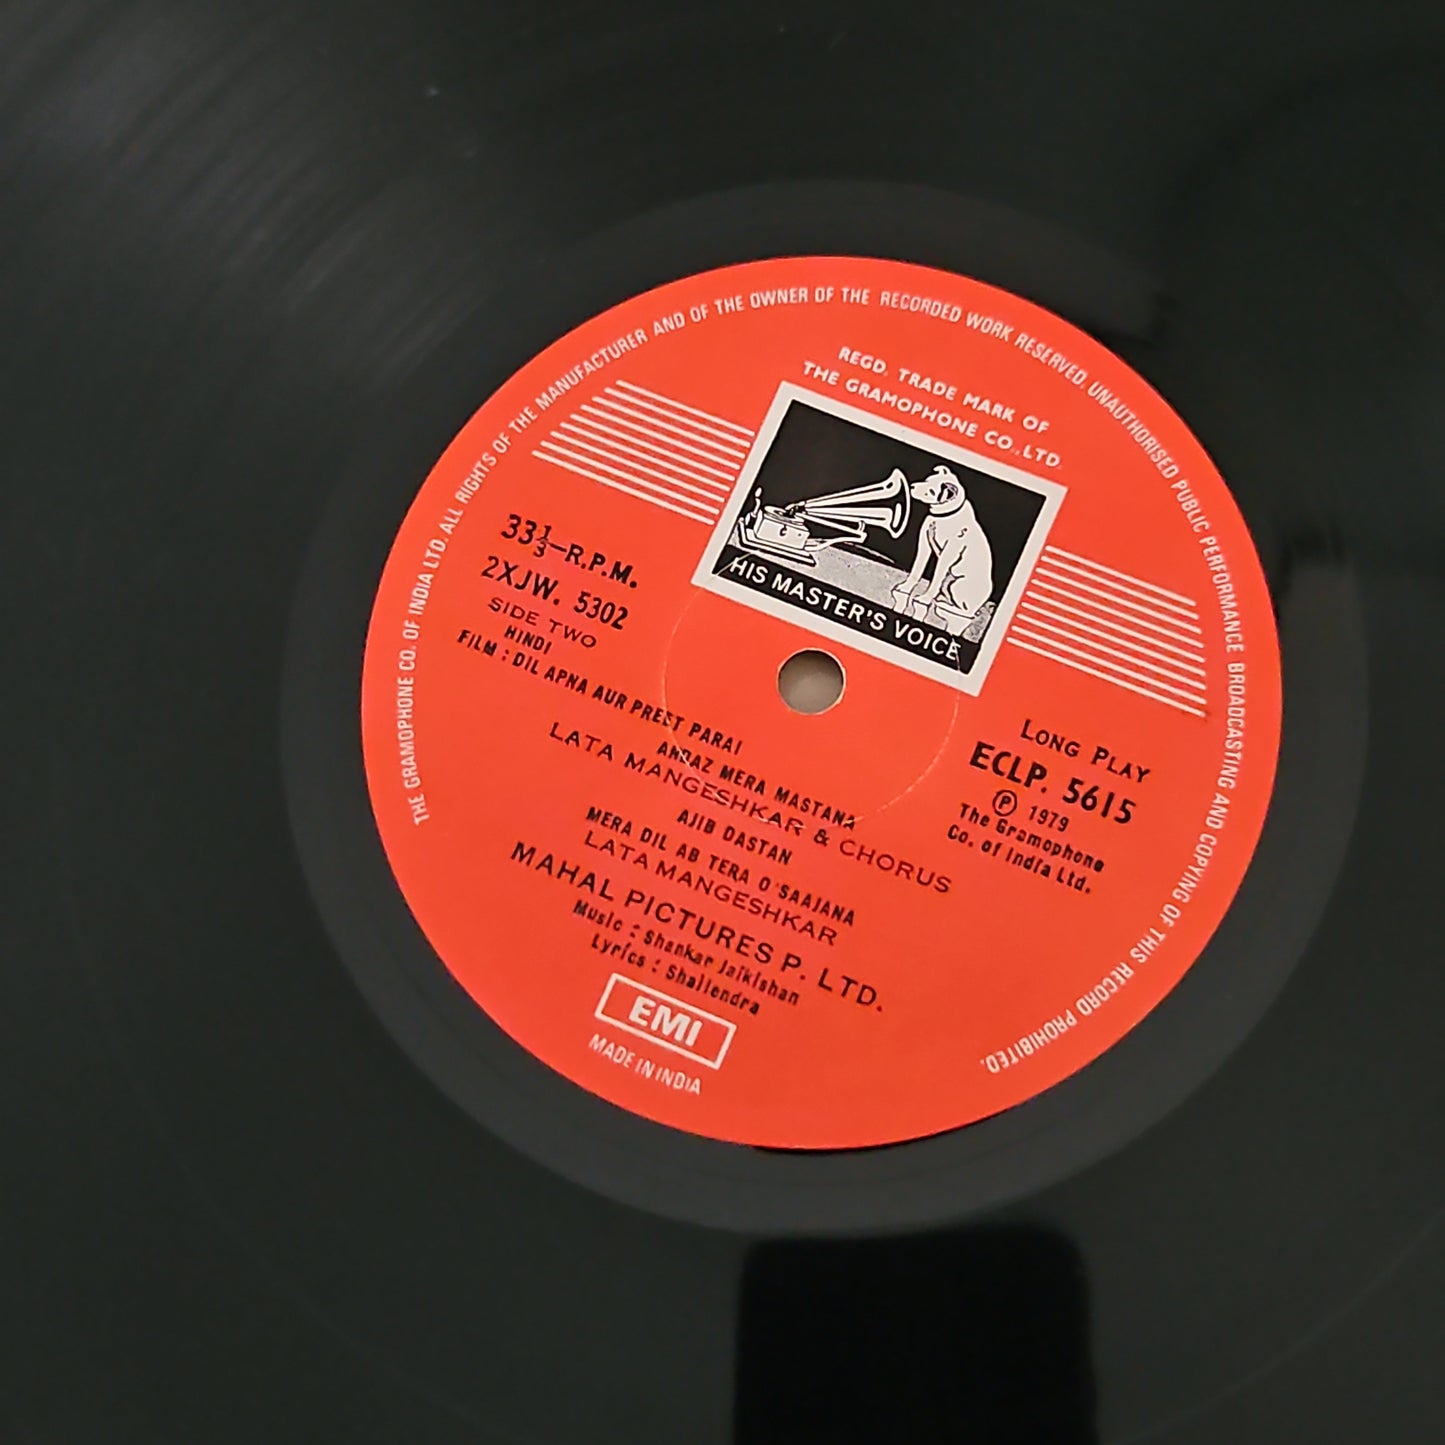 THE GRAMOPHONE CO. OF INDIA LTD. ALL RIGHTS OF THE MANUFACTURER AND OF THE OWNER OF THE RECORDED WORK RESERVED. UNAUTHORISED PUBLIC PERFORMANCE BROADCASTING AND COPYING OF THIS RECORD PROHIBITED.
REGD. TRADE MARK OF
THE GRAMOPHONE CO., LTD.
HIS MASTER'S VOICE
33⅓-R.P.M.
2XJW. 5302
SIDE TWO
HINDI
FILM : DIL APNA AUR PREET PARAI
LONG PLAY
ECLP. 5615
Ⓟ 1979
The Gramophone
Co. of India Ltd.
ANDAZ MERA MASTANA
LATA MANGESHKAR & CHORUS
AJIB DASTAN
MERA DIL AB TERA O'SAAJANA
LATA MANGESHKAR
MAHAL PICTURES P. LTD.
Music : Shankar Jaikishan
Lyrics : Shailendra
EMI
MADE IN INDIA